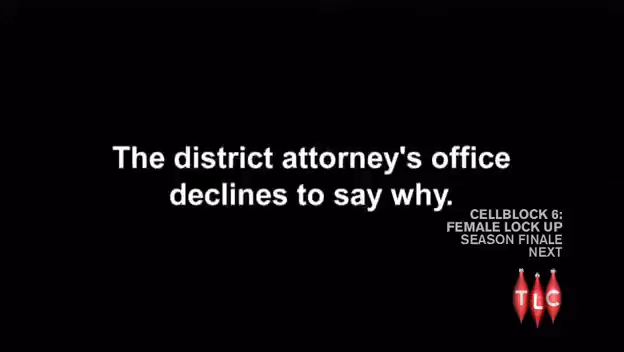 The district attorney's office
declines to say why.
CELLBLOCK 6:
FEMALE LOCK UP
SEASON FINALE
NEXT
TLC